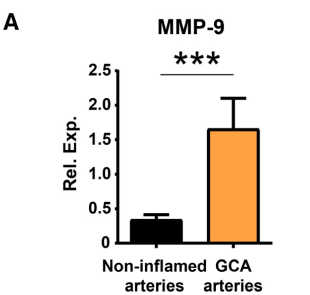 A
MMP-9
***
2.5
2.0
1.5
1.0
0.5
0
Rel. Exp.
Non-inflamed GCA
arteries arteries